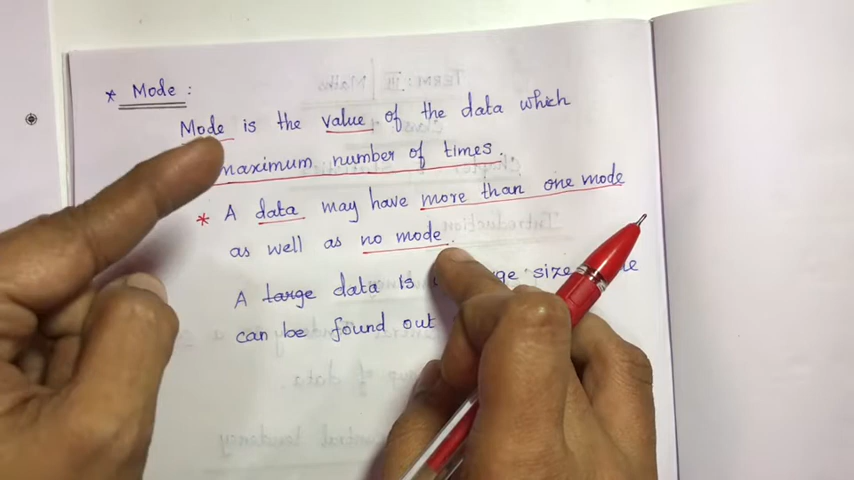 * Mode :
Mode is the value of the data which
maximum number of times.
* A data may have more than one mode
as well as no mode.
A large data is size
can be found out